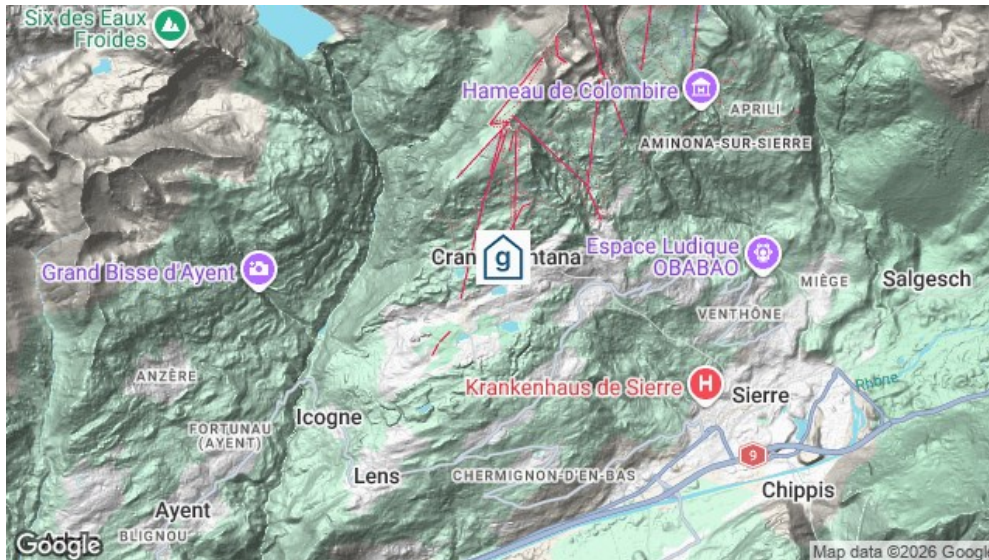 Six des Eaux
Froides
Hameau de Colombire
APRILI
AMINONA-SUR-SIERRE
Cran
g
ntana
Espace Ludique
OBABAO
Grand Bisse d'Ayent
MIÈGE
Salgesch
VENTHÔNE
ANZÈRE
Krankenhaus de Sierre
H
Sierre
Rhône
Icogne
FORTUNAU
(AYENT)
9
Lens
CHERMIGNON-D'EN-BAS
Chippis
Ayent
BLIGNOU
Google
Map data ©2026 Google